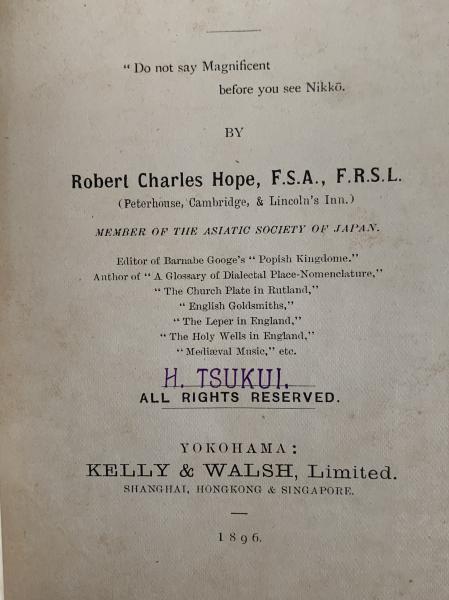 “Do not say Magnificent
before you see Nikkō.
BY
Robert Charles Hope, F.S.A., F.R.S.L.
(Peterhouse, Cambridge, & Lincoln's Inn.)
MEMBER OF THE ASIATIC SOCIETY OF JAPAN.
Editor of Barnabe Googe's “Popish Kingdome.”
Author of “A Glossary of Dialectal Place-Nomenclature,”
“The Church Plate in Rutland,”
“English Goldsmiths,”
“The Leper in England,”
“The Holy Wells in England,”
“Mediæval Music,” etc.
H. TSUKUI.
ALL RIGHTS RESERVED.
YOKOHAMA:
KELLY & WALSH, Limited.
SHANGHAI, HONGKONG & SINGAPORE.
1896.